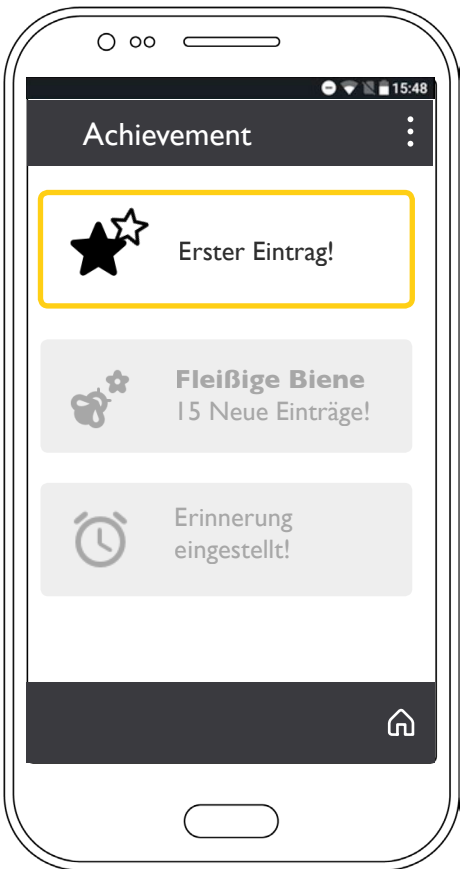 15:48
Achievement
Erster Eintrag!
Fleißige Biene
15 Neue Einträge!
Erinnerung
eingestellt!